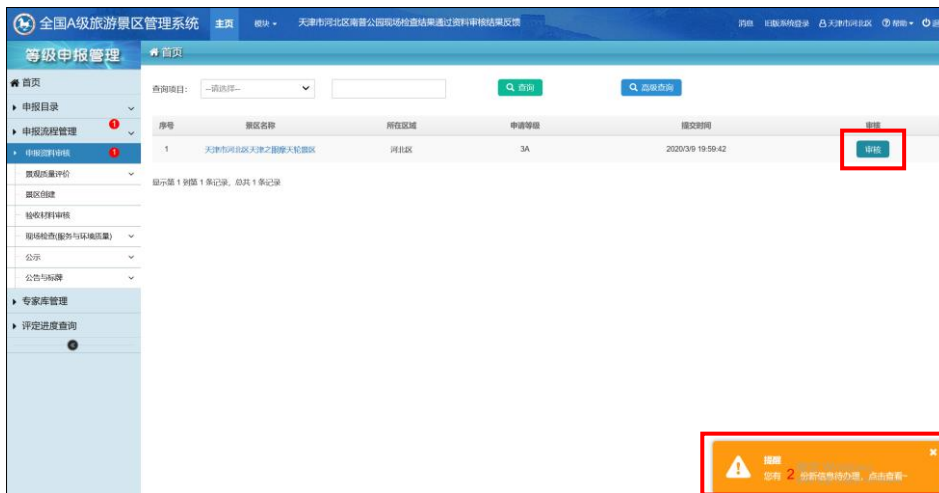 全国A级旅游景区管理系统 主页 模块 天津市河北区南普公园现场检查结果通过资料审核结果反馈 消息 旧版系统登录 天津市河北区 帮助
等级申报管理 首页
首页
查询项目： --请选择-- 查询 高级查询
申报目录
申报流程管理 1
序号 景区名称 所在区域 申请等级 提交时间 审核
申报资料审核 1
1 天津市河北区天津之眼摩天轮景区 河北区 3A 2020/3/9 19:59:42 审核
景观质量评价
显示第 1 到第 1 条记录，总共 1 条记录
景区创建
验收材料审核
现场检查(服务与环境质量)
公示
公告与标牌
专家库管理
评定进度查询
提醒
您有 2 份新信息待办理，点击查看~